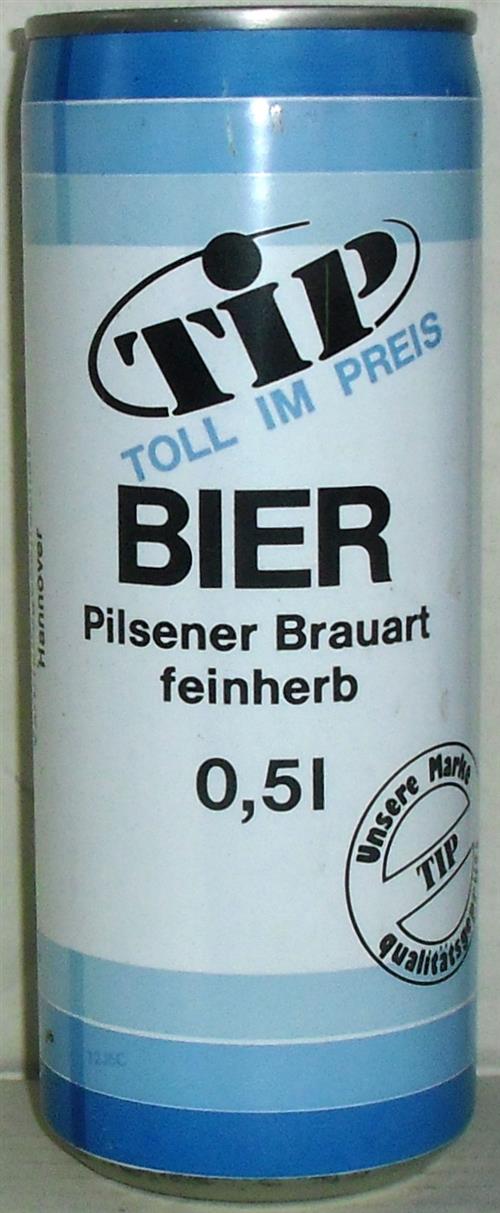 TiP
TOLL IM PREIS
BIER
Pilsener Brauart
feinherb
0,5l
Unsere Marke
TIP
Hannover